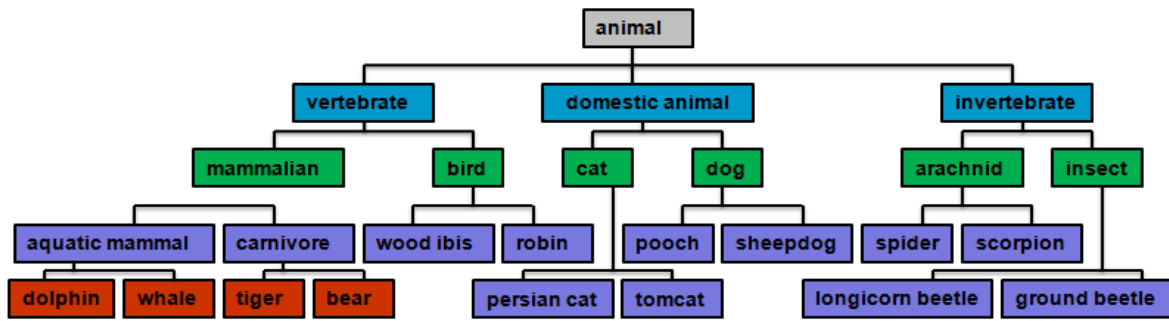 animal
vertebrate domestic animal invertebrate
mammalian bird cat dog arachnid insect
aquatic mammal carnivore wood ibis robin pooch sheepdog spider scorpion
dolphin whale tiger bear persian cat tomcat longicorn beetle ground beetle